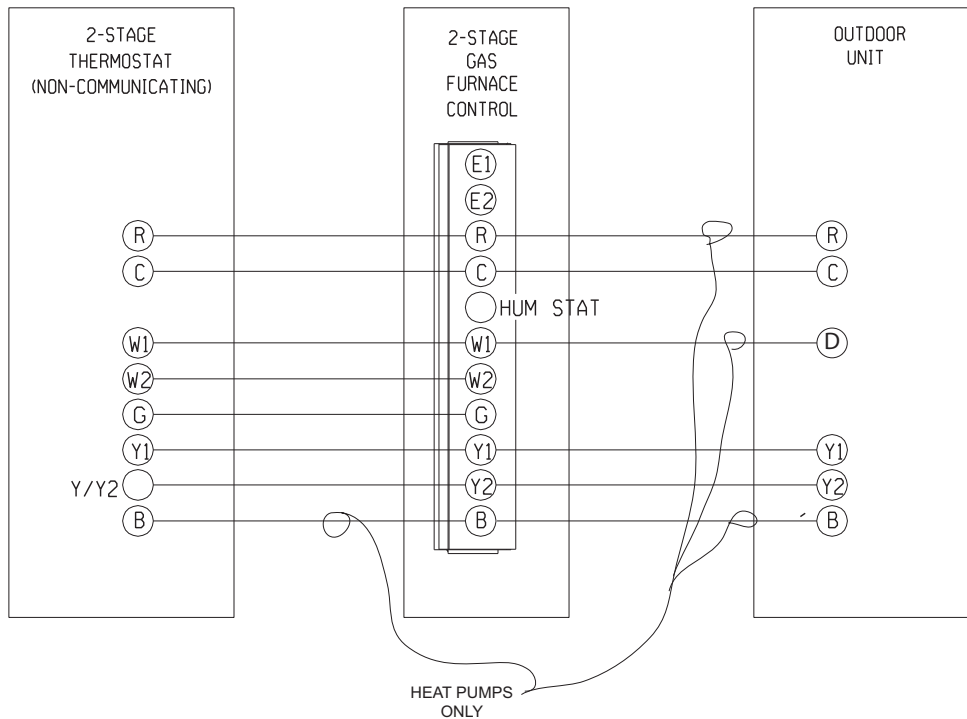 2-STAGE
THERMOSTAT
(NON-COMMUNICATING)
R
C
W1
W2
G
Y1
Y/Y2
B
2-STAGE
GAS
FURNACE
CONTROL
E1
E2
R
C
HUM STAT
W1
W2
G
Y1
Y2
B
OUTDOOR
UNIT
R
C
D
Y1
Y2
B
HEAT PUMPS
ONLY